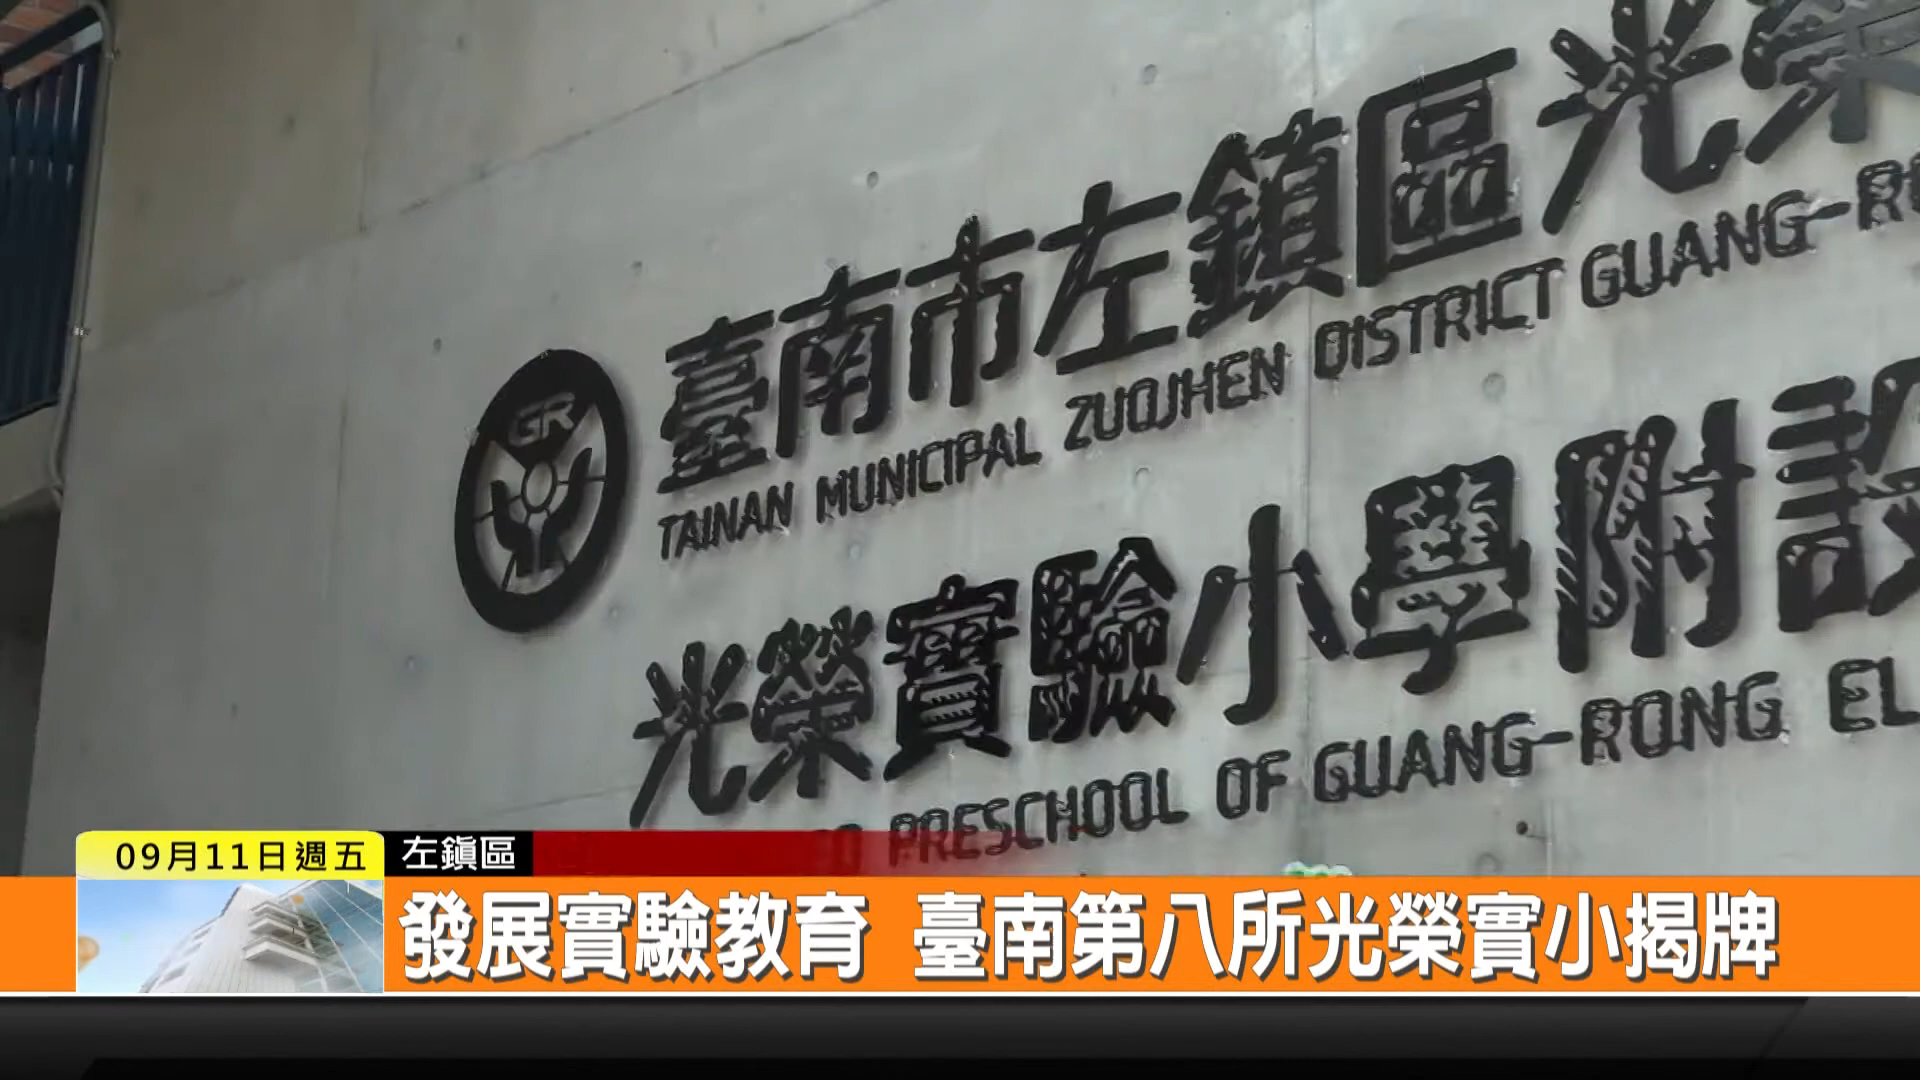 臺南市左鎮區光榮
TAINAN MUNICIPAL ZUOJHEN DISTRICT GUANG-R
GR
光榮實驗小學附設
PRESCHOOL OF GUANG-RONG EL
09月11日週五
左鎮區
發展實驗教育 臺南第八所光榮實小揭牌